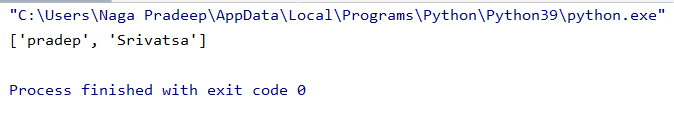 "C:\Users\Naga Pradeep\AppData\Local\Programs\Python\Python39\python.exe"
['pradep', 'Srivatsa']
Process finished with exit code 0